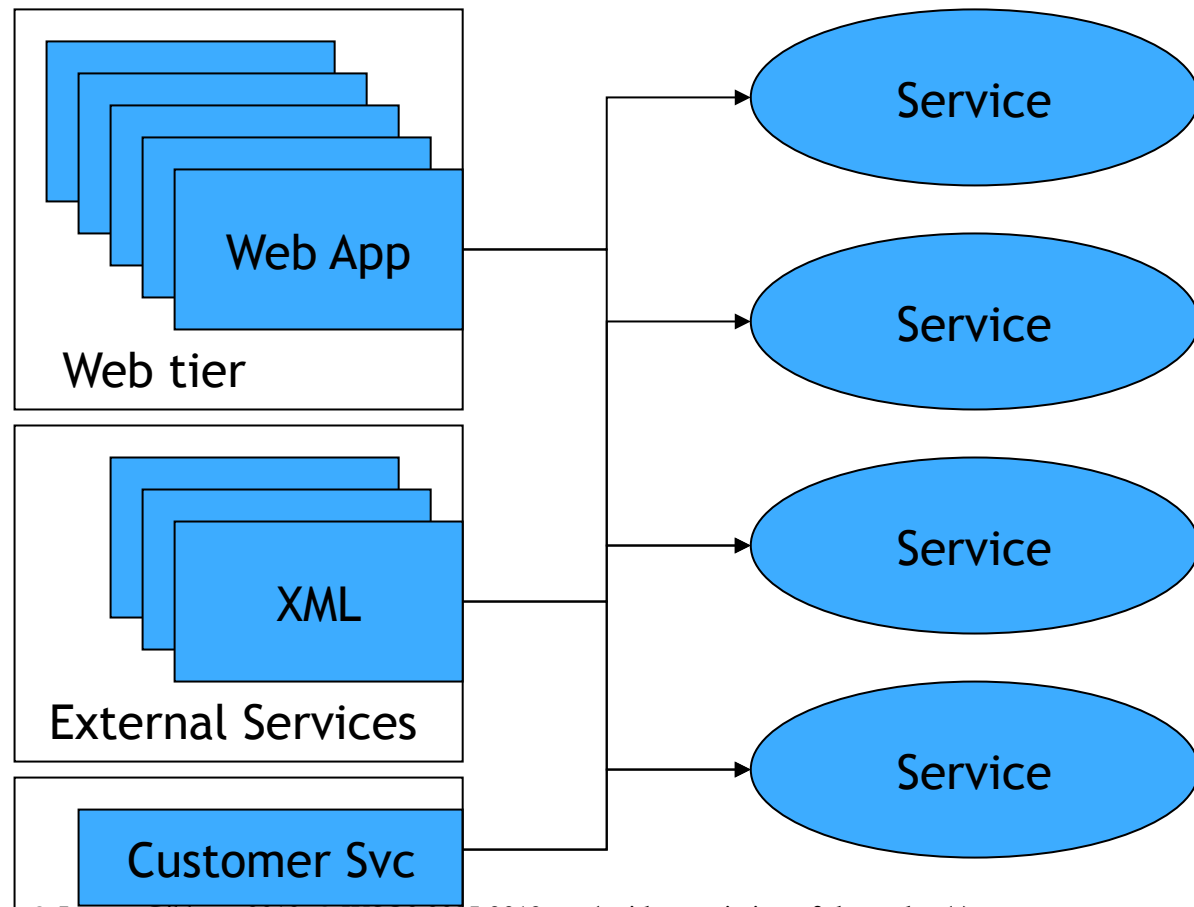 Web App
Web tier
XML
External Services
Customer Svc
Service
Service
Service
Service